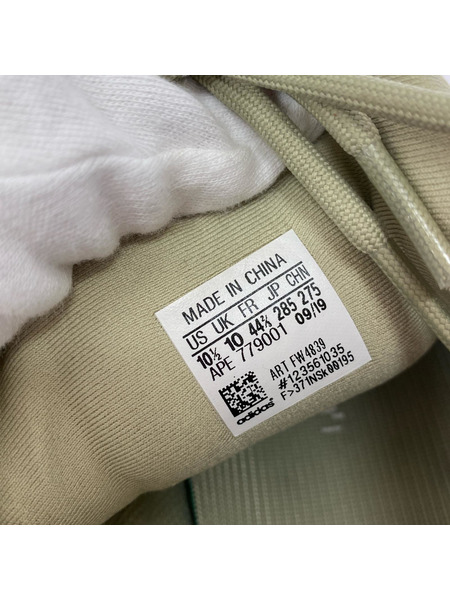 MADE IN CHINA
US UK FR JP CHN
10½ 10 44⅔ 285 275
APE 779001 09/19
ART FW4839
#123561035
F>371NSk00195
adidas